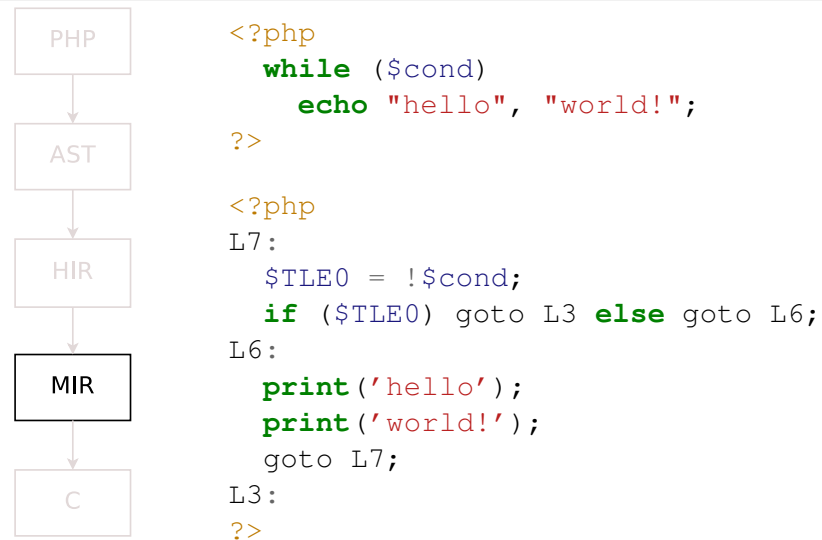 PHP
AST
HIR
MIR
C
<?php
  while ($cond)
    echo "hello", "world!";
?>
<?php
L7:
  $TLE0 = !$cond;
  if ($TLE0) goto L3 else goto L6;
L6:
  print(’hello’);
  print(’world!’);
  goto L7;
L3:
?>